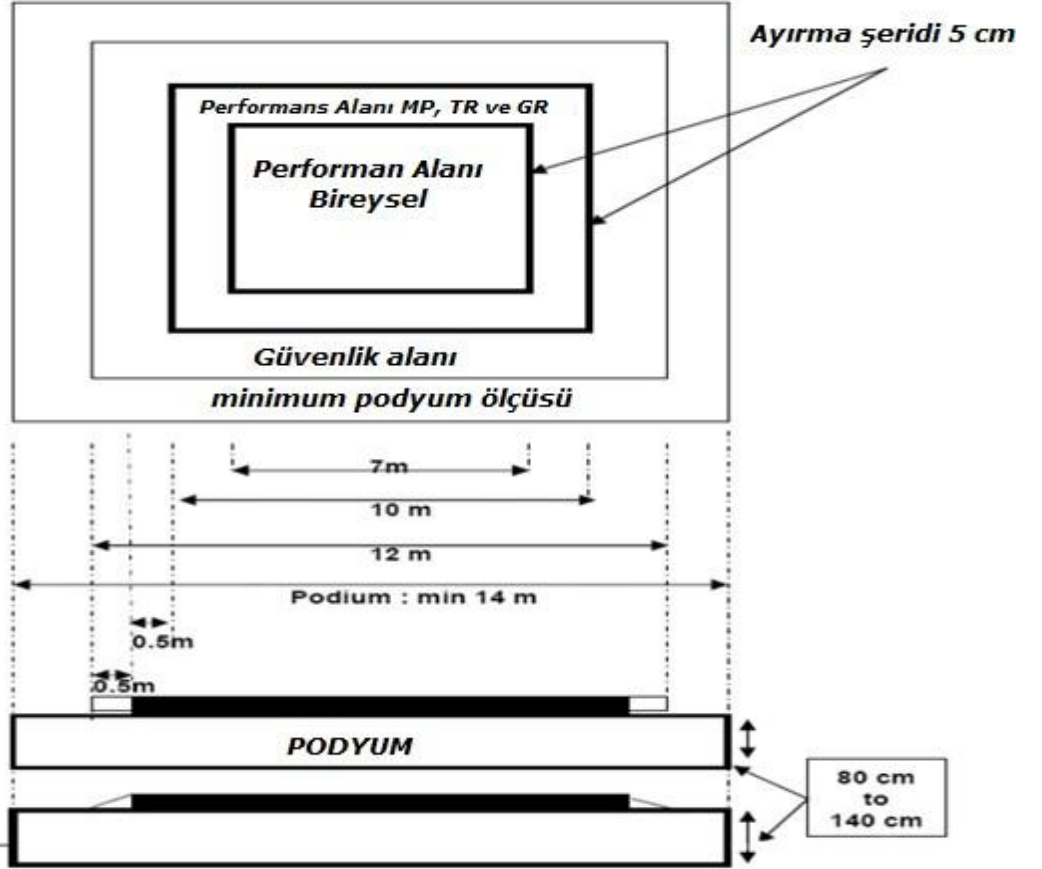 Ayırma şeridi 5 cm
Performans Alanı MP, TR ve GR
Performan Alanı
Bireysel
Güvenlik alanı
minimum podyum ölçüsü
7m
10 m
12 m
Podium : min 14 m
0.5m
0.5m
PODYUM
80 cm
to
140 cm